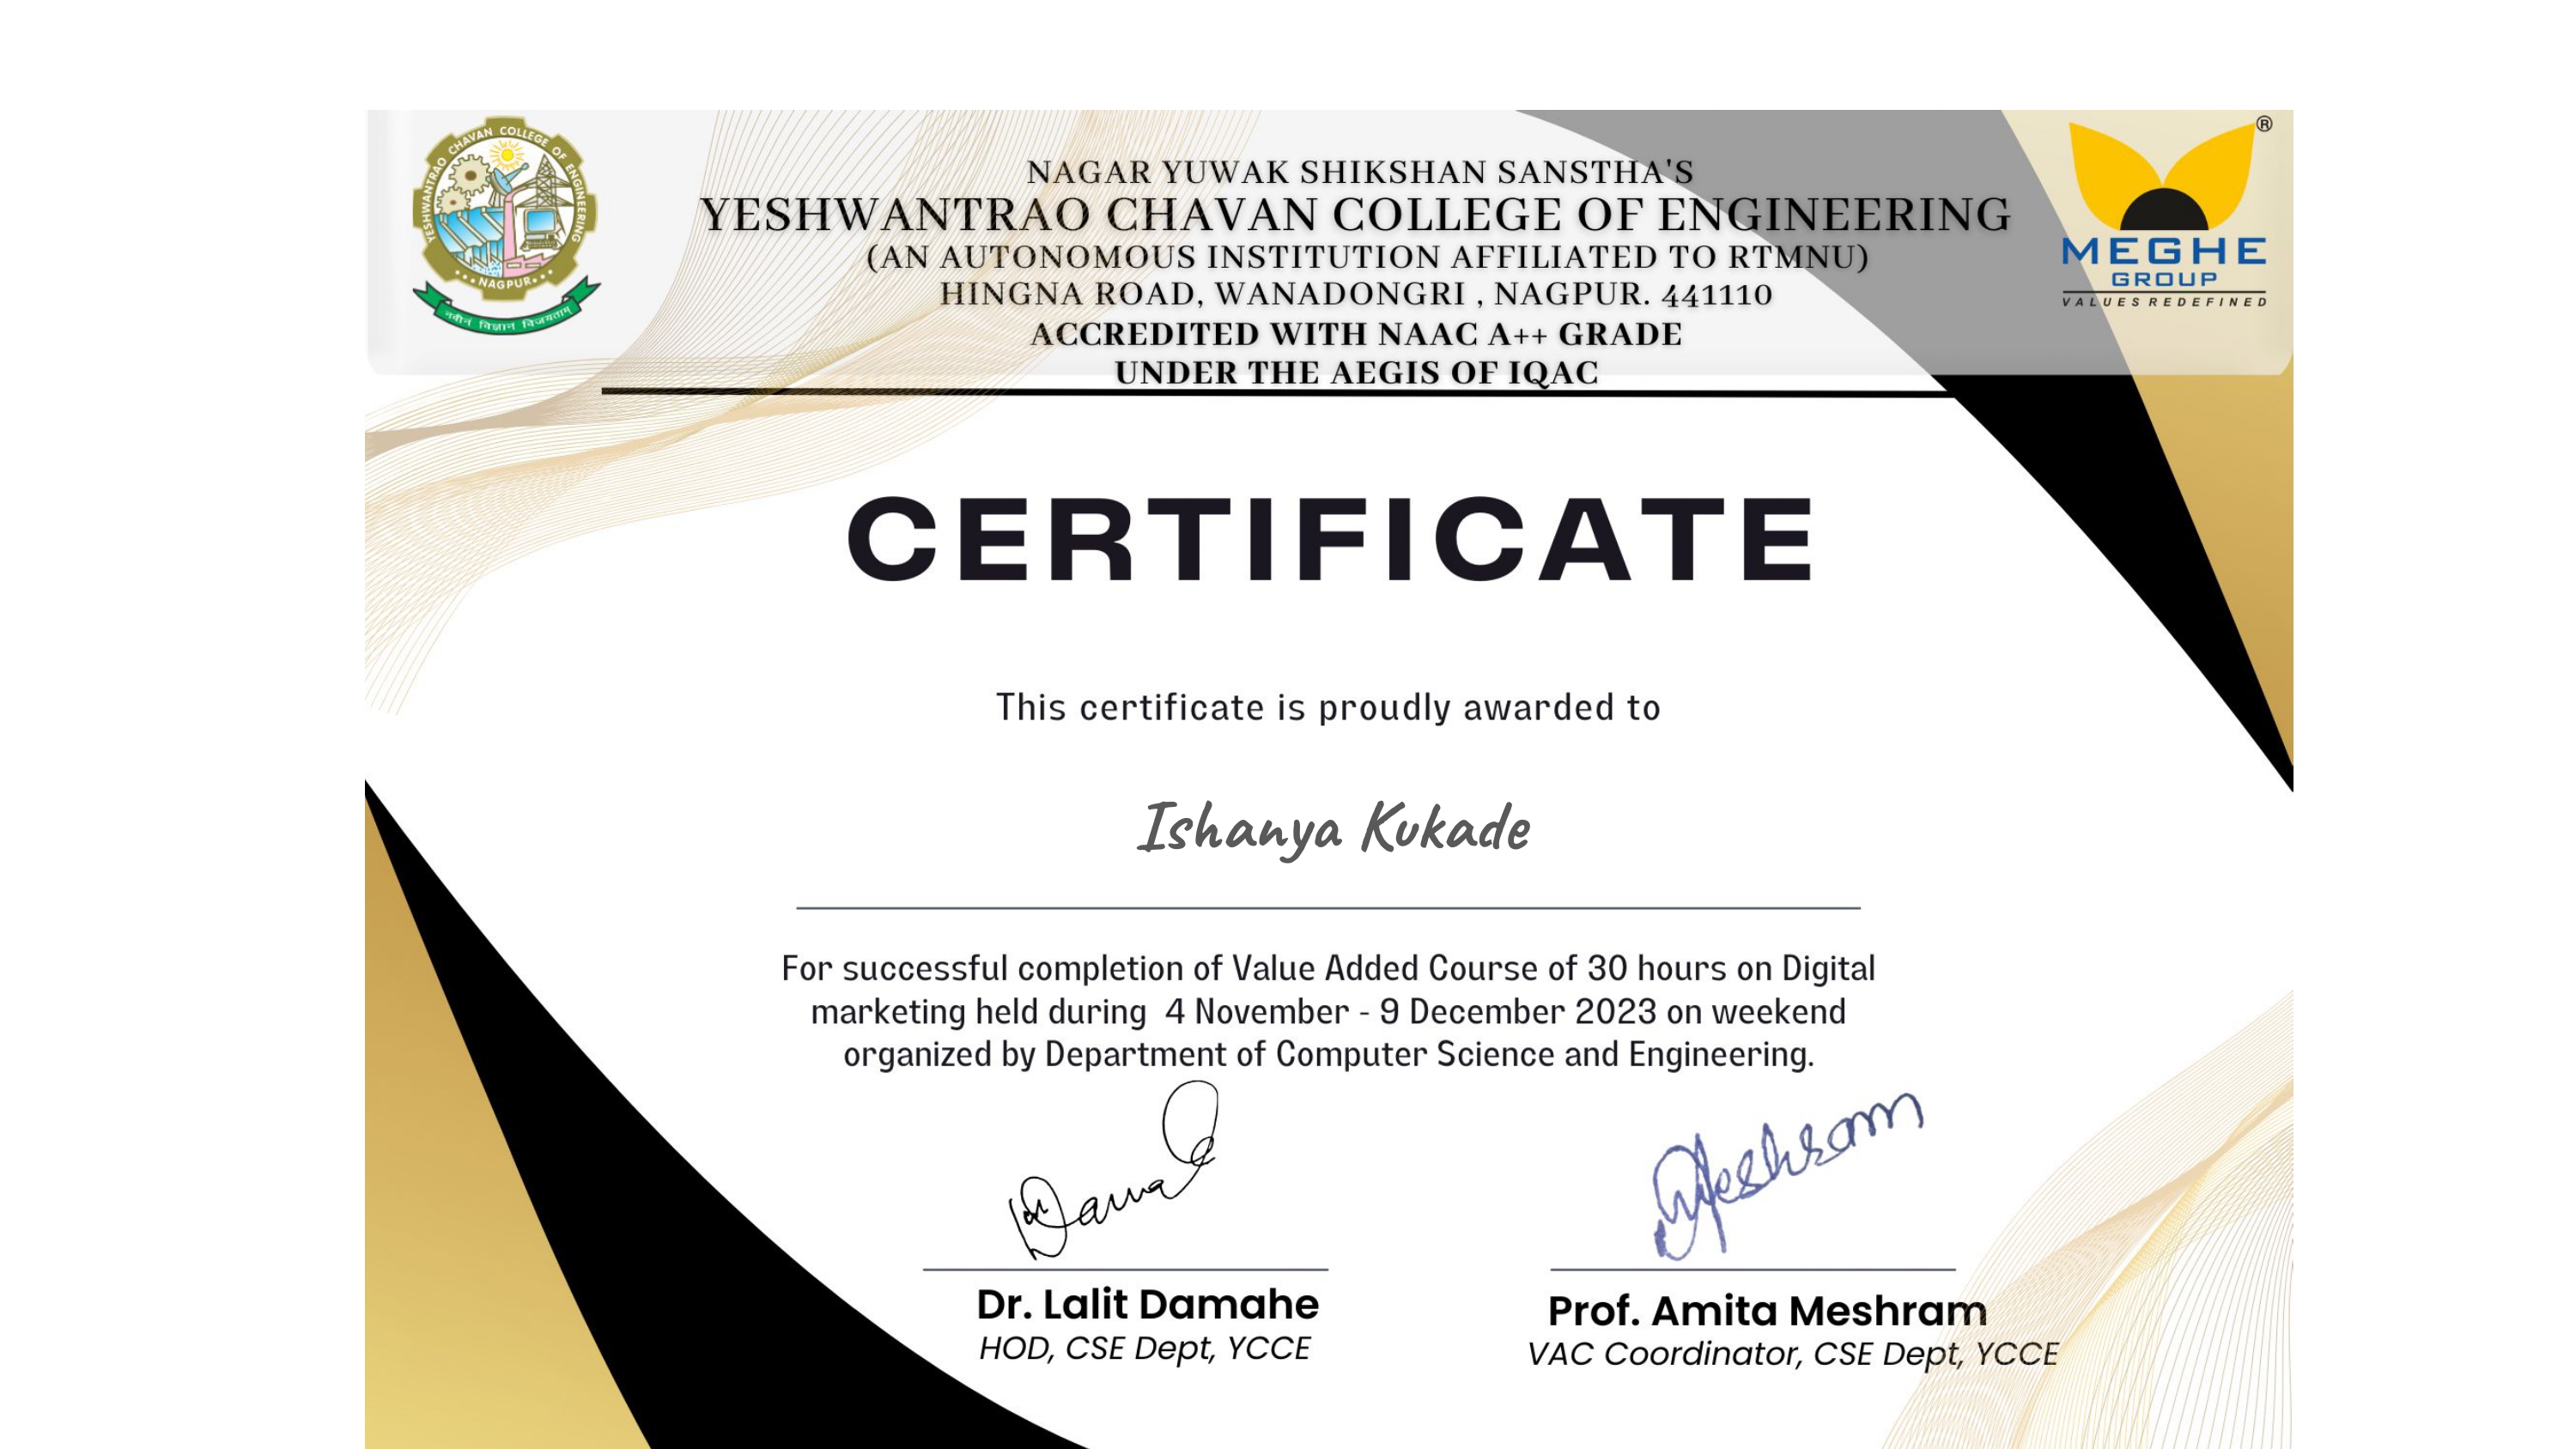 YESHWANTRAO CHAVAN COLLEGE OF ENGINEERING
NAGPUR
नवीनं विज्ञान विजयताम्
NAGAR YUWAK SHIKSHAN SANSTHA'S
YESHWANTRAO CHAVAN COLLEGE OF ENGINEERING
(AN AUTONOMOUS INSTITUTION AFFILIATED TO RTMNU)
HINGNA ROAD, WANADONGRI , NAGPUR. 441110
ACCREDITED WITH NAAC A++ GRADE
UNDER THE AEGIS OF IQAC
®
MEGHE
GROUP
VALUES REDEFINED
CERTIFICATE
This certificate is proudly awarded to
Ishanya Kukade
For successful completion of Value Added Course of 30 hours on Digital
marketing held during 4 November - 9 December 2023 on weekend
organized by Department of Computer Science and Engineering.
Meshram
Dr. Lalit Damahe
HOD, CSE Dept, YCCE
Prof. Amita Meshram
VAC Coordinator, CSE Dept, YCCE